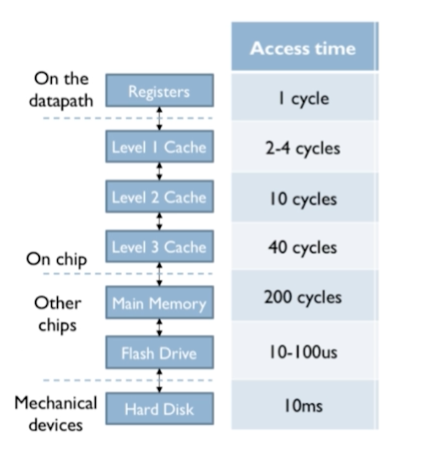 Access time
On the
datapath
Registers
1 cycle
Level 1 Cache
2-4 cycles
Level 2 Cache
10 cycles
Level 3 Cache
40 cycles
On chip
Other
chips
Main Memory
200 cycles
Flash Drive
10-100us
Mechanical
devices
Hard Disk
10ms